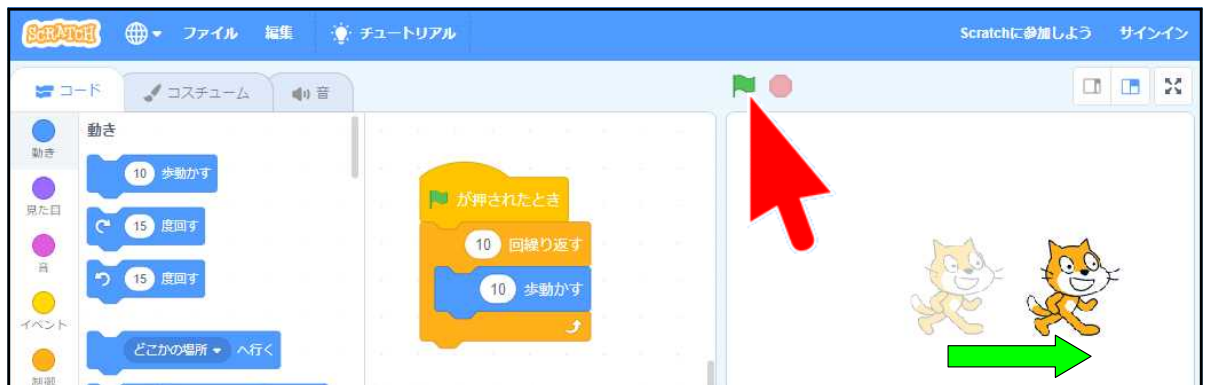 SCRATCH ファイル 編集 チュートリアル Scratchに参加しよう サインイン
コード コスチューム 音
動き
見た目
音
イベント
制御
動き
10 歩動かす
15 度回す
15 度回す
どこかの場所 へ行く
が押されたとき
10 回繰り返す
10 歩動かす